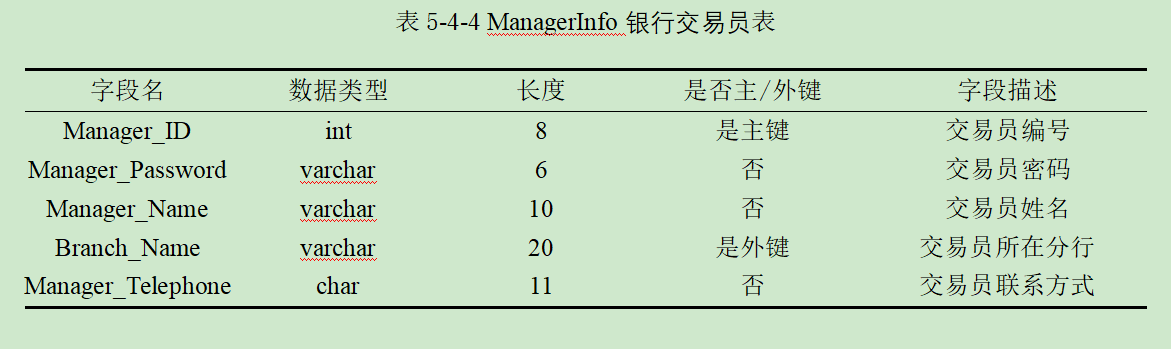 表 5-4-4 ManagerInfo 银行交易员表
字段名 数据类型 长度 是否主/外键 字段描述
Manager_ID int 8 是主键 交易员编号
Manager_Password varchar 6 否 交易员密码
Manager_Name varchar 10 否 交易员姓名
Branch_Name varchar 20 是外键 交易员所在分行
Manager_Telephone char 11 否 交易员联系方式